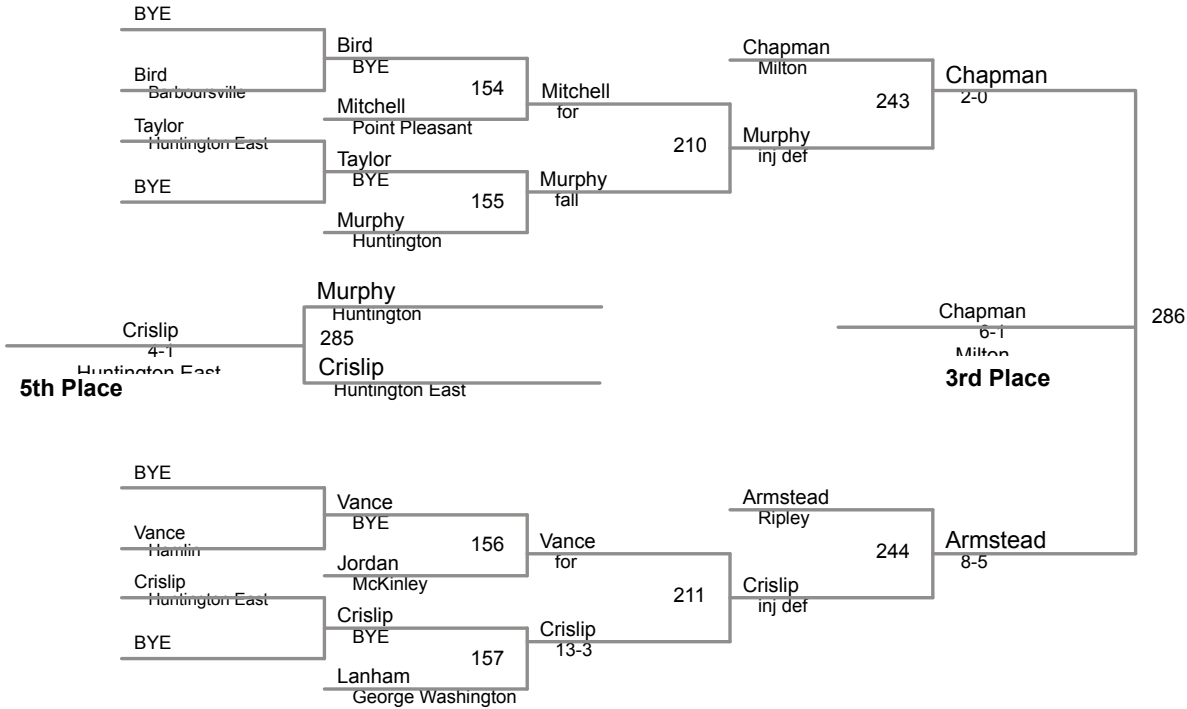 BYE
Bird
Barboursville
Taylor
Huntington East
BYE
Bird
BYE
154
Mitchell
Point Pleasant
Taylor
BYE
155
Murphy
Huntington
Mitchell
for
210
Murphy
fall
Chapman
Milton
243
Murphy
inj def
Chapman
2-0
286
Chapman
6-1
Milton
3rd Place
Murphy
Huntington
285
Crislip
Huntington East
Crislip
4-1
Huntington East
5th Place
BYE
Vance
Hamlin
Crislip
Huntington East
BYE
Vance
BYE
156
Jordan
McKinley
Crislip
BYE
157
Lanham
George Washington
Vance
for
211
Crislip
13-3
Armstead
Ripley
244
Crislip
inj def
Armstead
8-5